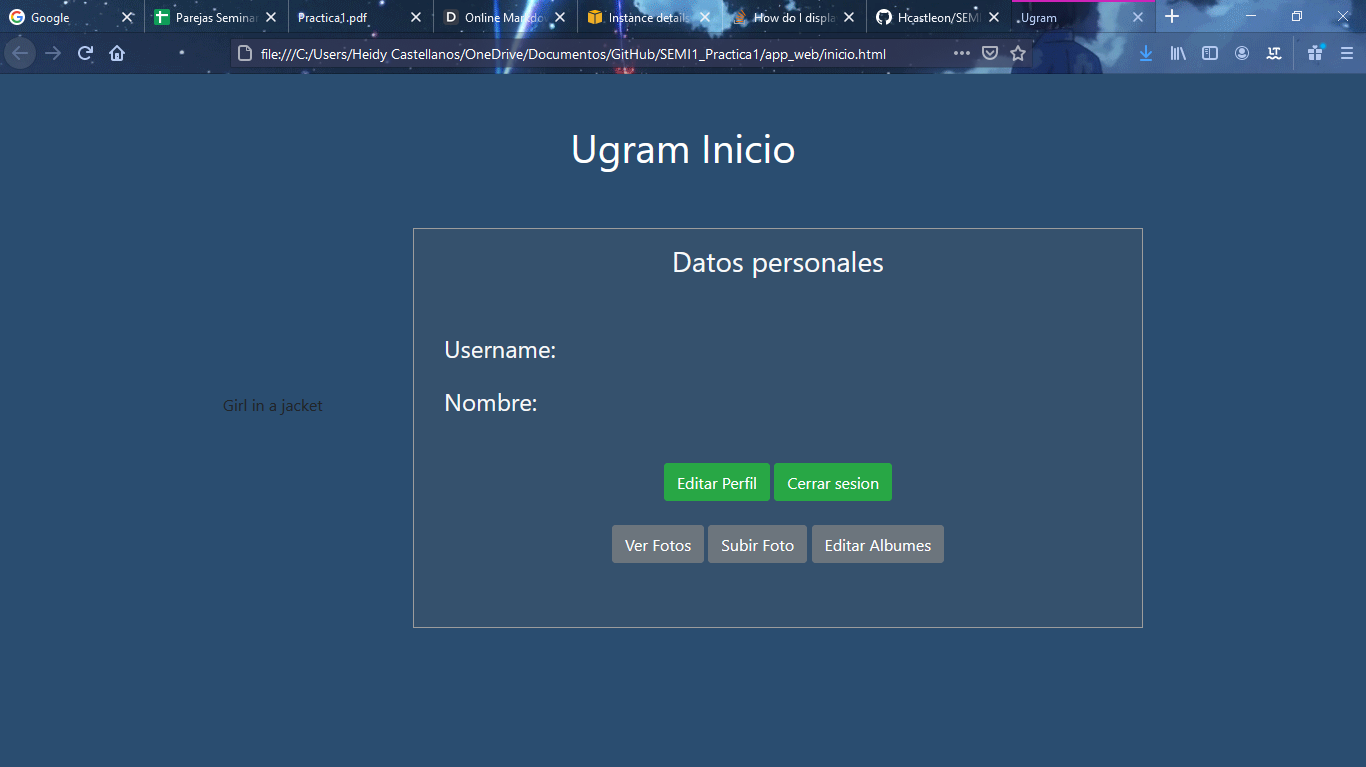 Google
Parejas Seminar
Practica1.pdf
Online Markdo
Instance details
How do I displa
Hcastleon/SEMI
Ugram
file:///C:/Users/Heidy Castellanos/OneDrive/Documentos/GitHub/SEMI1_Practica1/app_web/inicio.html
Ugram Inicio
Datos personales
Username:
Nombre:
Girl in a jacket
Editar Perfil
Cerrar sesion
Ver Fotos
Subir Foto
Editar Albumes